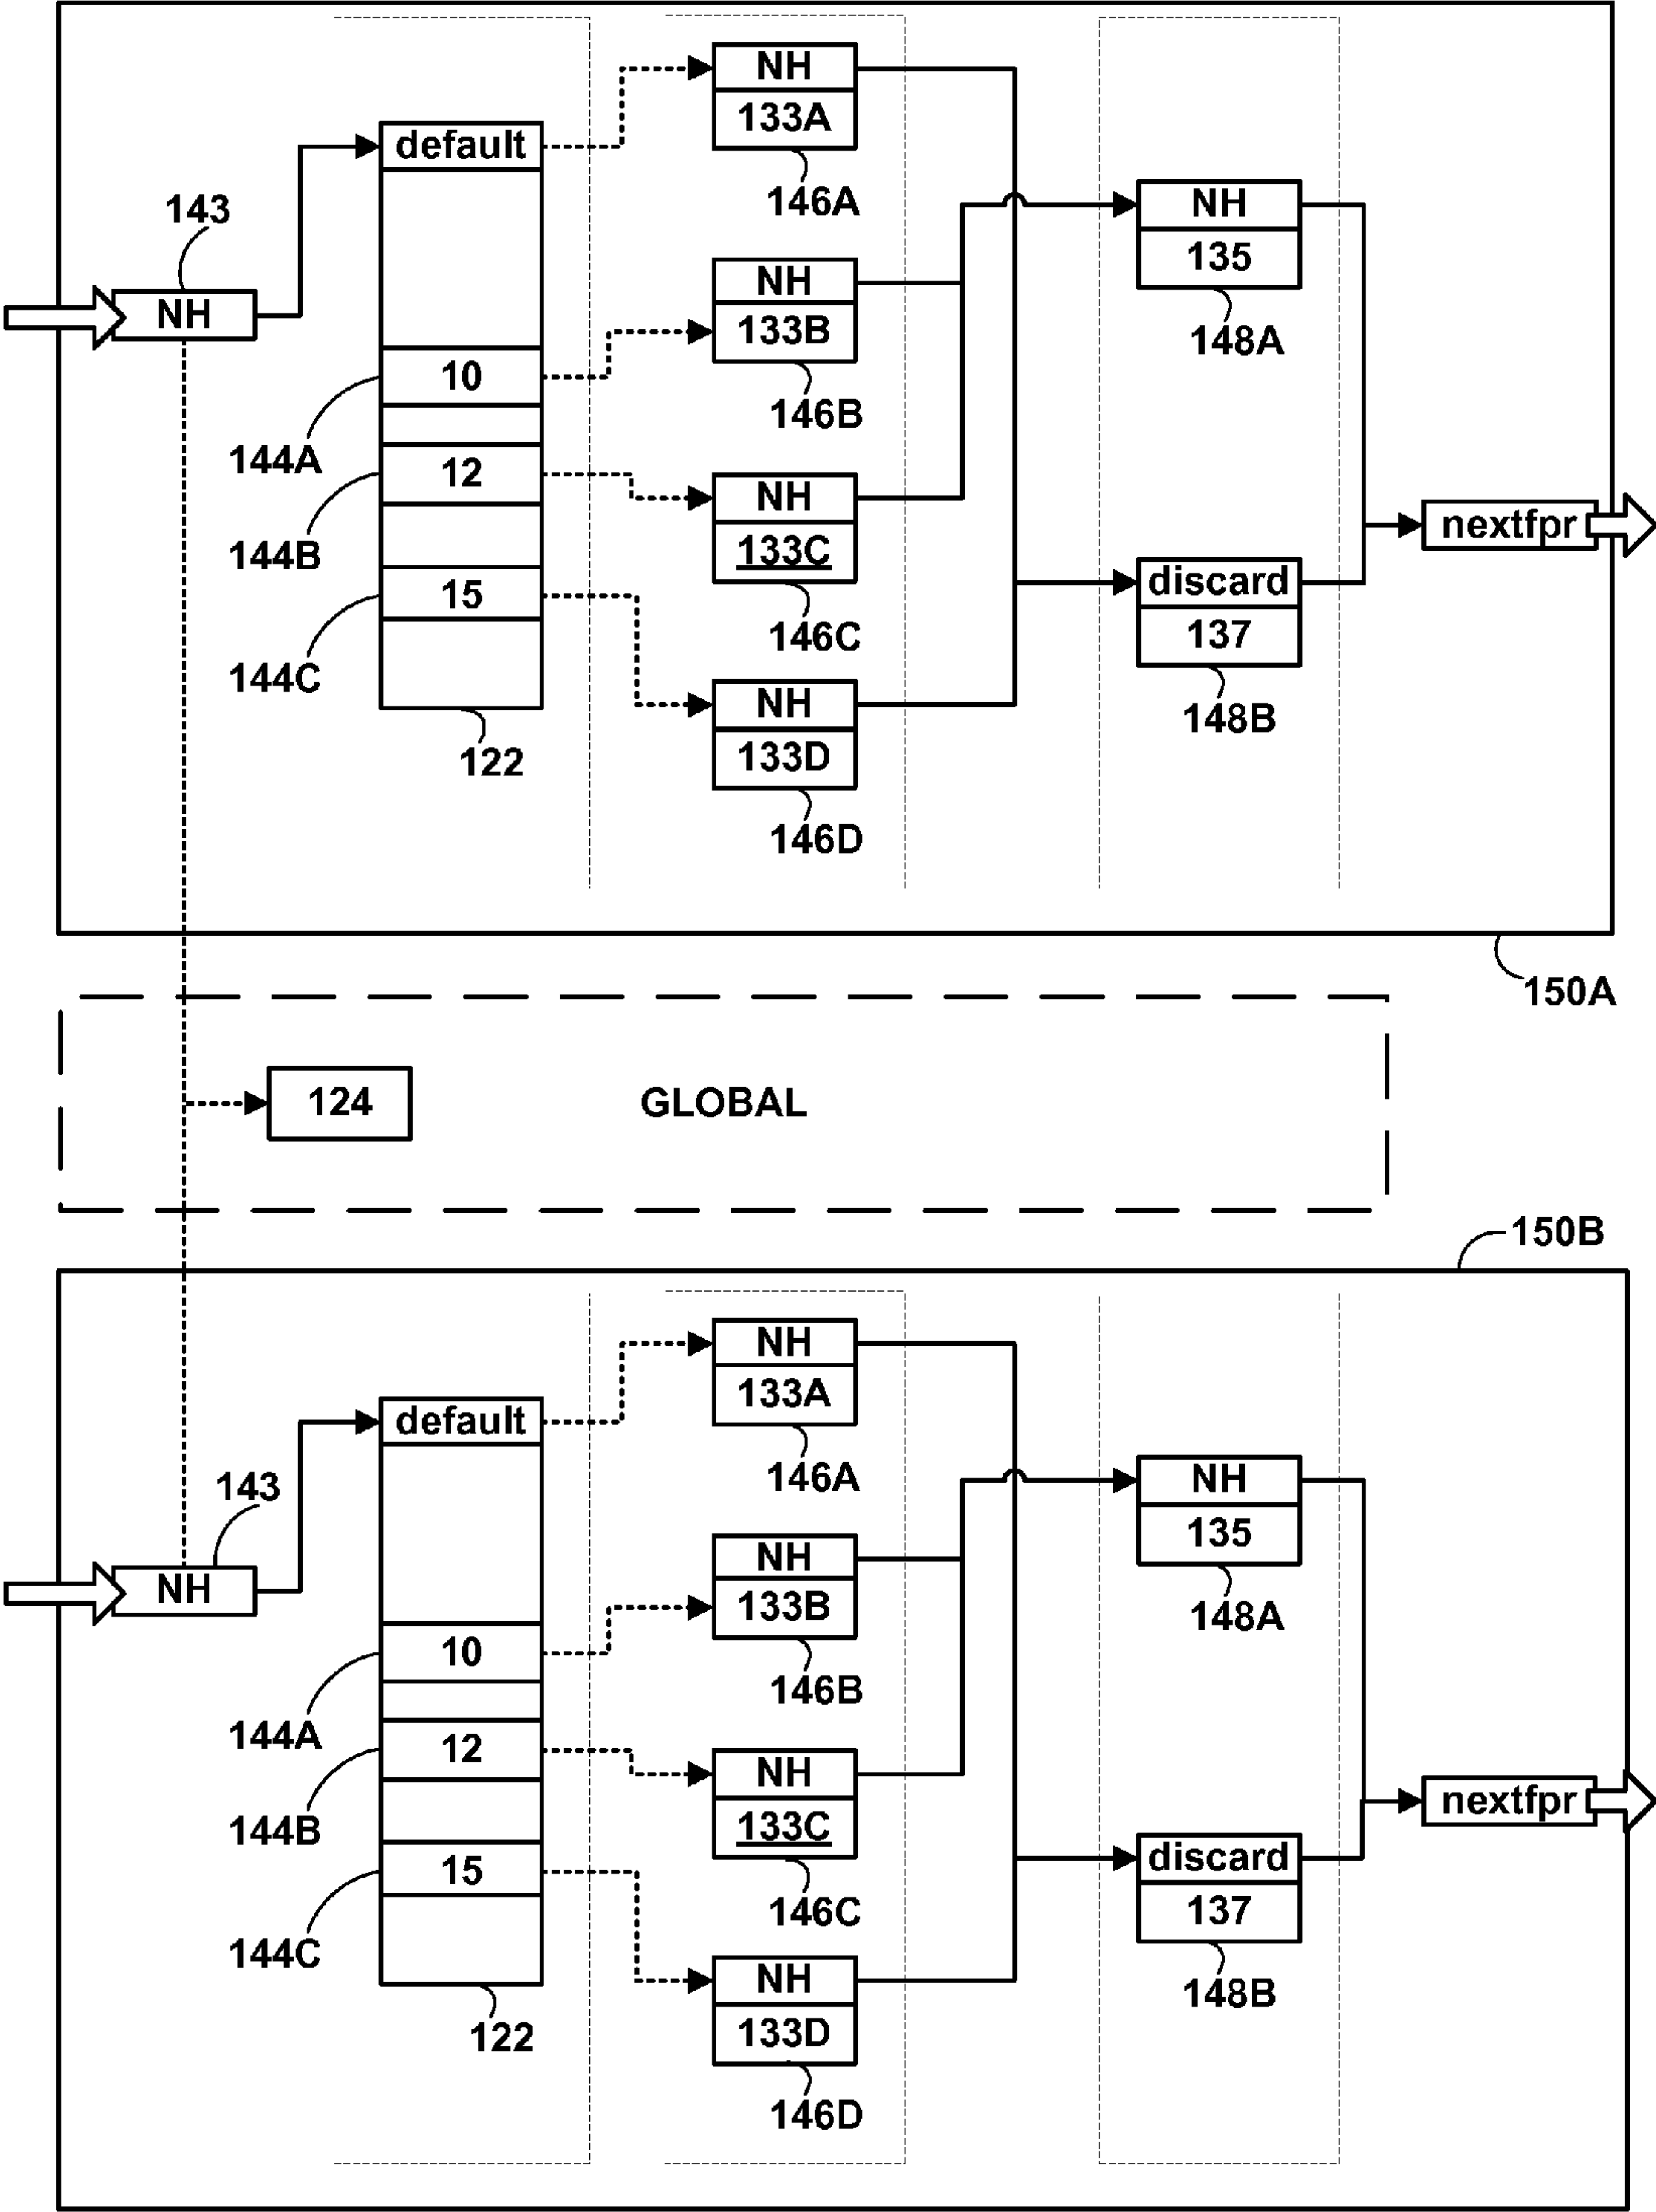 NH
133A
default
146A
143
NH
135
NH
133B
148A
NH
10
146B
144A
12
NH
133C
nextfpr
144B
15
discard
137
146C
144C
NH
133D
148B
122
146D
150A
124
GLOBAL
150B
NH
133A
default
146A
143
NH
135
NH
133B
148A
NH
10
146B
144A
12
NH
133C
nextfpr
144B
15
discard
137
146C
144C
NH
133D
148B
122
146D